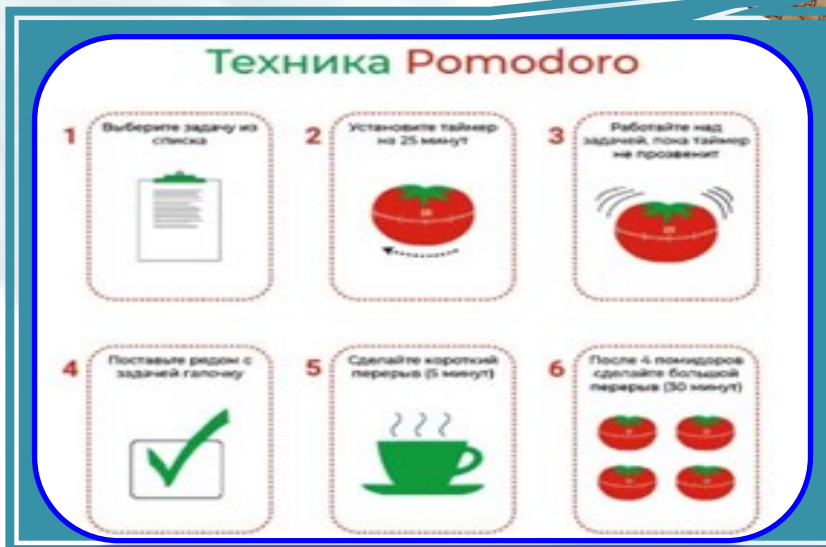 Техника Pomodoro
1
Выберите задачу из
списка
2
Установите таймер
на 25 минут
3
Работайте над
задачей, пока таймер
не прозвенит
4
Поставьте рядом с
задачей галочку
5
Сделайте короткий
перерыв (5 минут)
6
После 4 помидоров
сделайте большой
перерыв (30 минут)